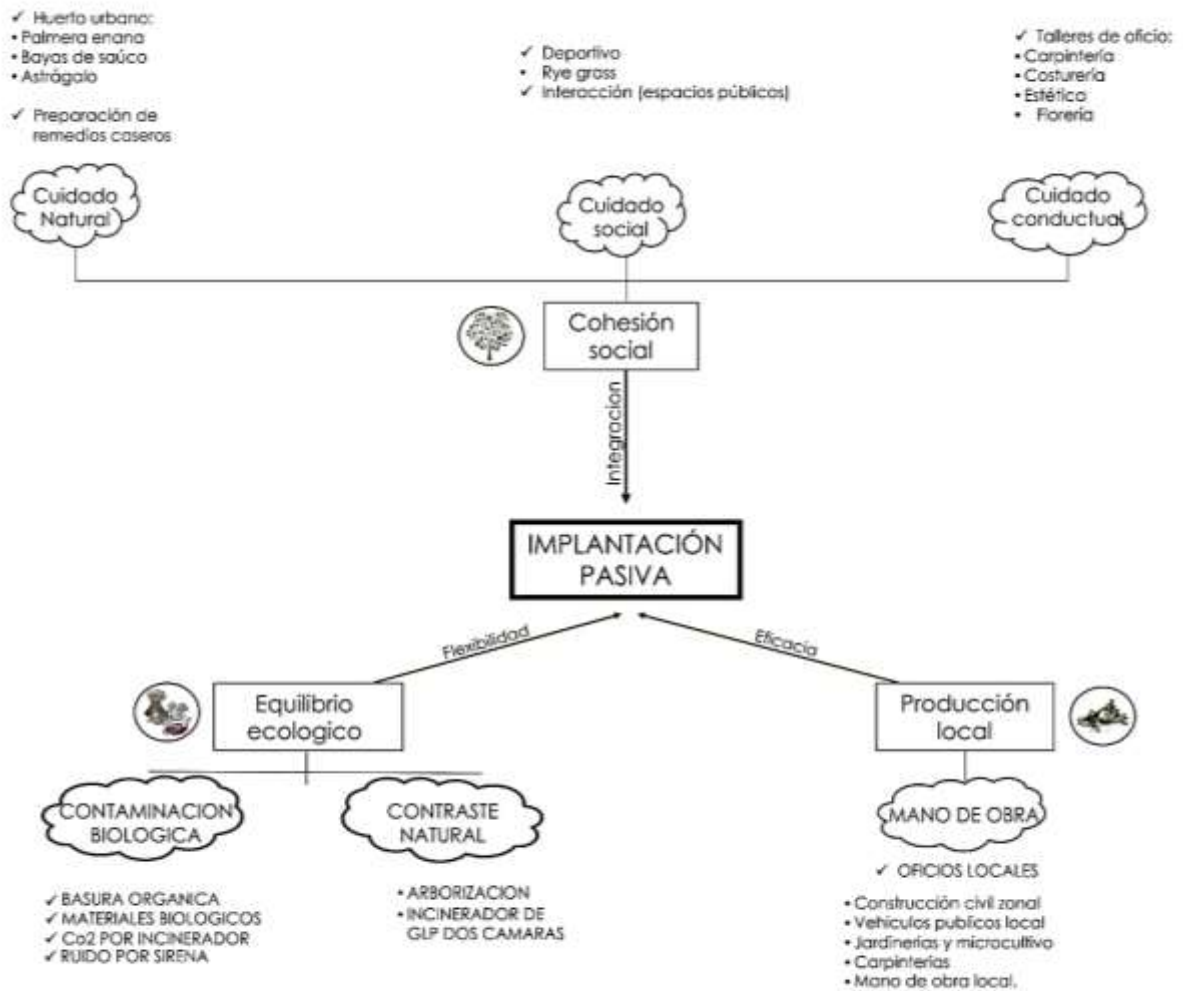 ✓ Huerto urbano:
• Palmera enana
• Bayas de saúco
• Astrágalo
✓ Preparación de
remedios caseros
✓ Deportivo
• Rye grass
✓ Interacción (espacios públicos)
✓ Talleres de oficio:
• Carpintería
• Costurería
• Estética
• Florería
Cuidado
Natural
Cuidado
social
Cuidado
conductual
Cohesión
social
Integracion
IMPLANTACIÓN
PASIVA
Flexibilidad
Eficacia
Equilibrio
ecologico
Producción
local
CONTAMINACION
BIOLOGICA
CONTRASTE
NATURAL
MANO DE OBRA
✓ BASURA ORGANICA
✓ MATERIALES BIOLOGICOS
✓ Co2 POR INCINERADOR
✓ RUIDO POR SIRENA
• ARBORIZACION
• INCINERADOR DE
GLP DOS CAMARAS
✓ OFICIOS LOCALES
• Construcción civil zonal
• Vehiculos publicos local
• Jardinerias y microcultivo
• Carpinterias
• Mano de obra local.